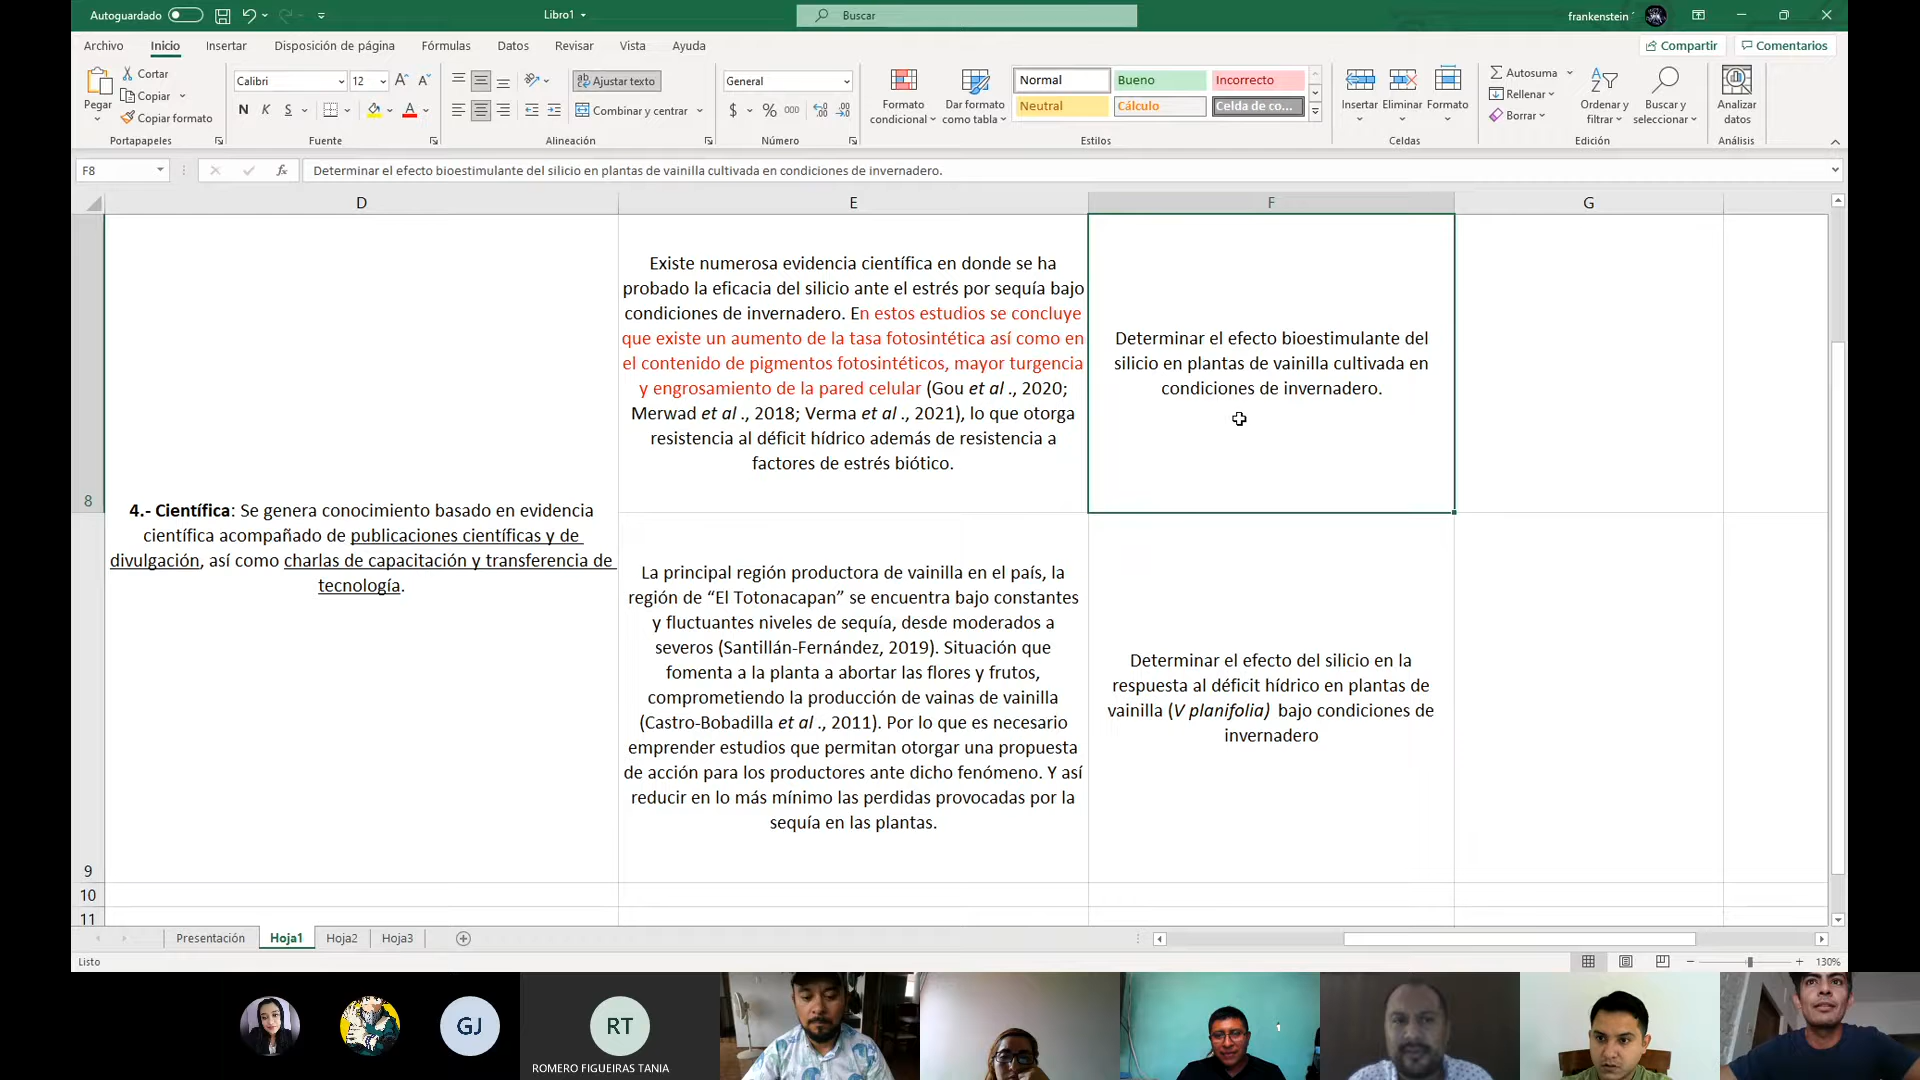 Autoguardado
Libro1
Buscar
frankenstein
Archivo Inicio Insertar Disposición de página Fórmulas Datos Revisar Vista Ayuda
Compartir Comentarios
Pegar
Cortar
Copiar
Copiar formato
Portapapeles
Calibri 12
N K S
Fuente
Ajustar texto
Combinar y centrar
Alineación
General
$ % 000
Número
Formato condicional
Dar formato como tabla
Normal Bueno Incorrecto
Neutral Cálculo Celda de co...
Estilos
Insertar Eliminar Formato
Celdas
Autosuma
Rellenar
Borrar
Ordenar y filtrar
Buscar y seleccionar
Edición
Analizar datos
Análisis
F8
fx
Determinar el efecto bioestimulante del silicio en plantas de vainilla cultivada en condiciones de invernadero.
D E F G
8
4.- Científica: Se genera conocimiento basado en evidencia
científica acompañado de publicaciones científicas y de
divulgación, así como charlas de capacitación y transferencia de
tecnología.
Existe numerosa evidencia científica en donde se ha
probado la eficacia del silicio ante el estrés por sequía bajo
condiciones de invernadero. En estos estudios se concluye
que existe un aumento de la tasa fotosintética así como en
el contenido de pigmentos fotosintéticos, mayor turgencia
y engrosamiento de la pared celular (Gou et al ., 2020;
Merwad et al ., 2018; Verma et al ., 2021), lo que otorga
resistencia al déficit hídrico además de resistencia a
factores de estrés biótico.
Determinar el efecto bioestimulante del
silicio en plantas de vainilla cultivada en
condiciones de invernadero.
La principal región productora de vainilla en el país, la
región de “El Totonacapan” se encuentra bajo constantes
y fluctuantes niveles de sequía, desde moderados a
severos (Santillán-Fernández, 2019). Situación que
fomenta a la planta a abortar las flores y frutos,
comprometiendo la producción de vainas de vainilla
(Castro-Bobadilla et al ., 2011). Por lo que es necesario
emprender estudios que permitan otorgar una propuesta
de acción para los productores ante dicho fenómeno. Y así
reducir en lo más mínimo las perdidas provocadas por la
sequía en las plantas.
Determinar el efecto del silicio en la
respuesta al déficit hídrico en plantas de
vainilla (V planifolia) bajo condiciones de
invernadero
9
10
11
Presentación Hoja1 Hoja2 Hoja3
Listo
130%
GJ
RT
ROMERO FIGUEIRAS TANIA